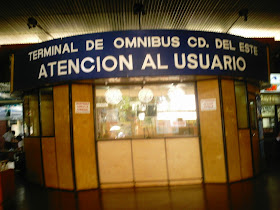 TERMINAL DE OMNIBUS CD. DEL ESTE
ATENCION AL USUARIO